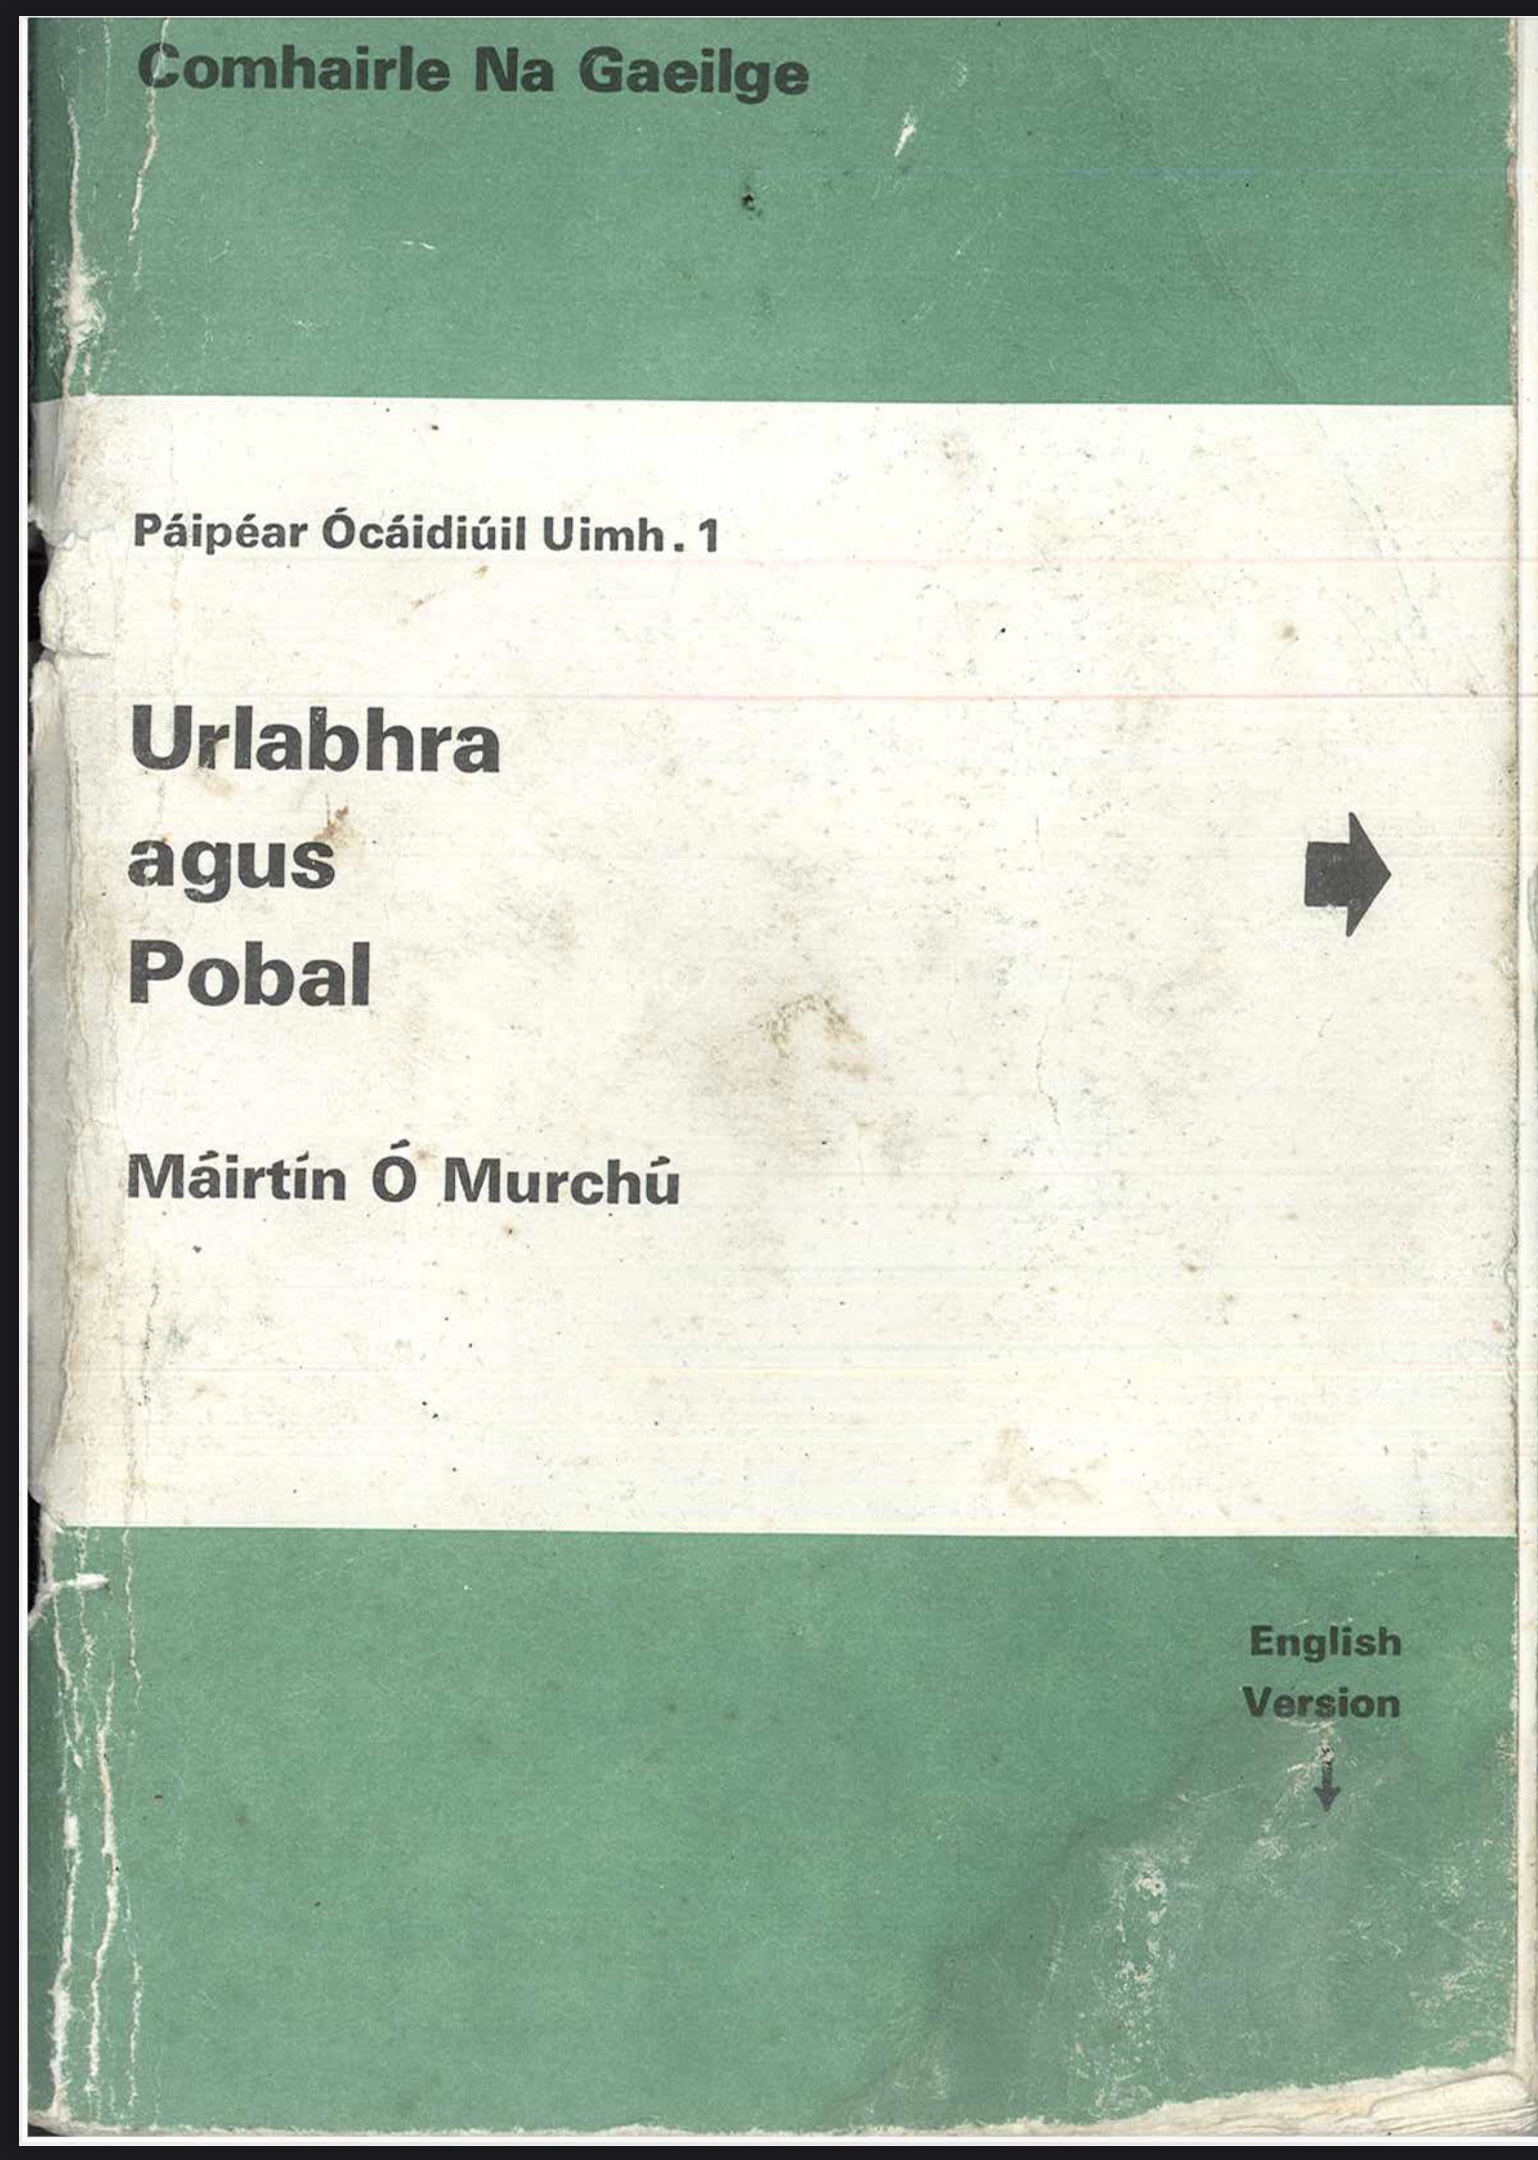 Comhairle Na Gaeilge
Páipéar Ócáidiúil Uimh. 1
Urlabhra
agus
Pobal
Máirtín Ó Murchú
English
Version